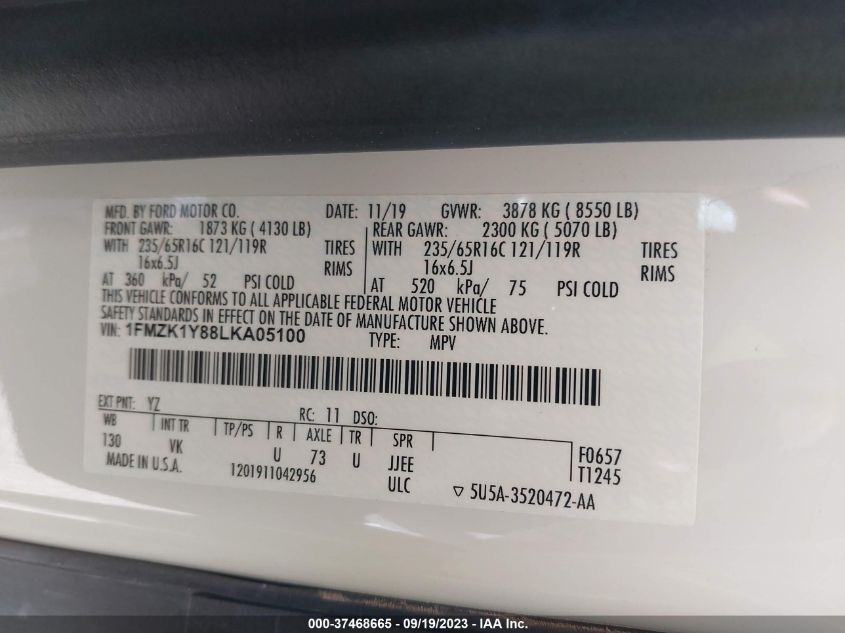 MFD. BY FORD MOTOR CO. DATE: 11/19 GVWR: 3878 KG ( 8550 LB)
FRONT GAWR: 1873 KG ( 4130 LB) REAR GAWR: 2300 KG ( 5070 LB)
WITH 235/65R16C 121/119R TIRES WITH 235/65R16C 121/119R TIRES
16x6.5J RIMS 16x6.5J RIMS
AT 360 kPa/ 52 PSI COLD AT 520 kPa/ 75 PSI COLD
THIS VEHICLE CONFORMS TO ALL APPLICABLE FEDERAL MOTOR VEHICLE
SAFETY STANDARDS IN EFFECT ON THE DATE OF MANUFACTURE SHOWN ABOVE.
VIN: 1FMZK1Y88LKA05100 TYPE: MPV
EXT PNT: YZ RC: 11 DSO:
WB INT TR TP/PS R AXLE TR SPR F0657
130 VK U 73 U JJEE T1245
MADE IN U.S.A. 1201911042956 ULC ▽ 5U5A-3520472-AA
000-37468665 - 09/19/2023 - IAA Inc.